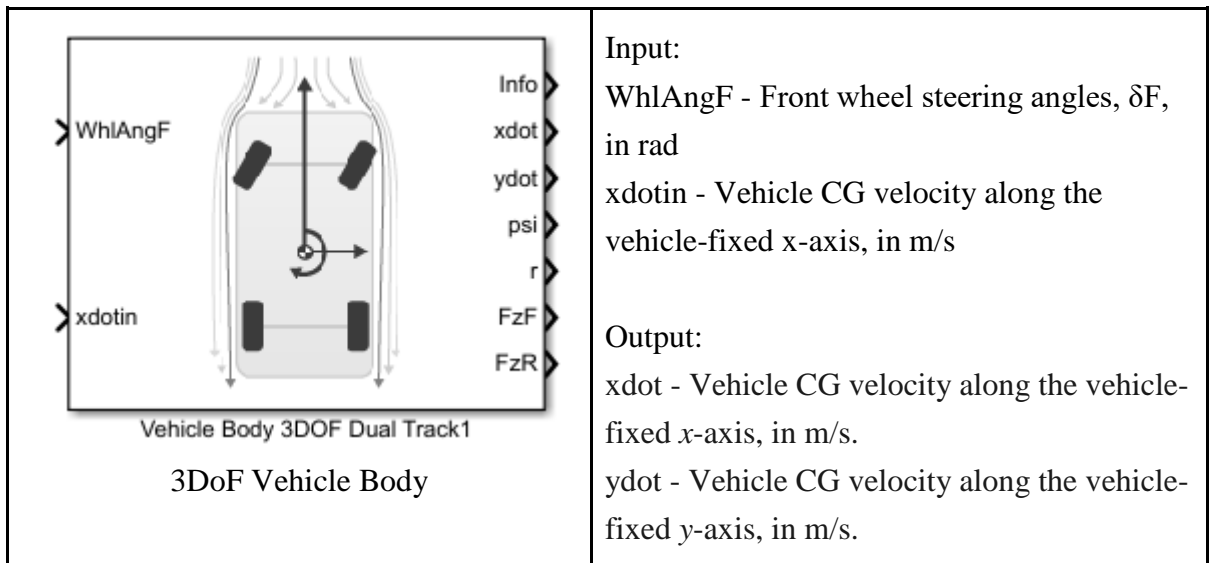 WhlAngF
xdotin
Info
xdot
ydot
psi
r
FzF
FzR
Vehicle Body 3DOF Dual Track1
3DoF Vehicle Body
Input:
WhlAngF - Front wheel steering angles, δF,
in rad
xdotin - Vehicle CG velocity along the
vehicle-fixed x-axis, in m/s
Output:
xdot - Vehicle CG velocity along the vehicle-
fixed x-axis, in m/s.
ydot - Vehicle CG velocity along the vehicle-
fixed y-axis, in m/s.